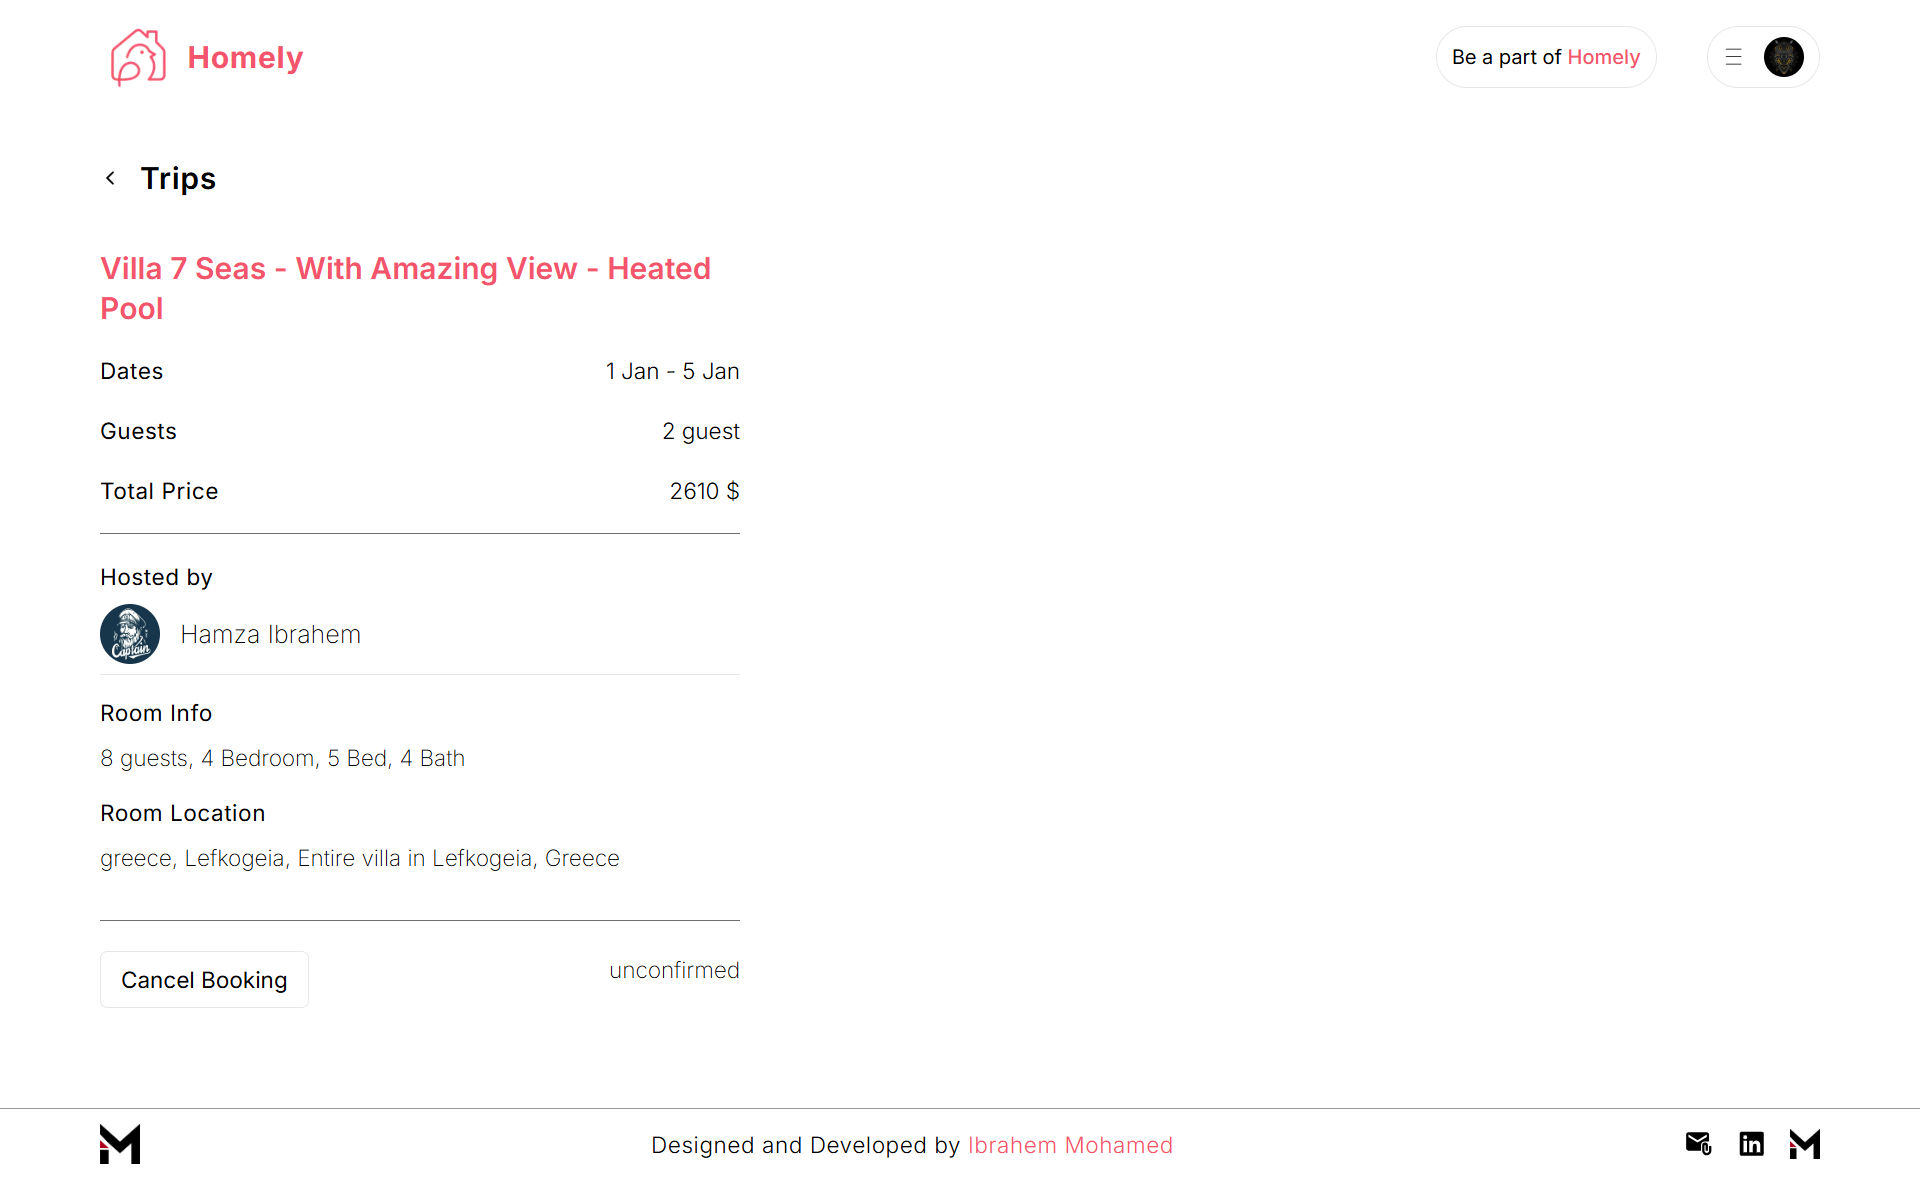 Homely
Be a part of Homely
Trips
Villa 7 Seas - With Amazing View - Heated
Pool
Dates
1 Jan - 5 Jan
Guests
2 guest
Total Price
2610 $
Hosted by
Captain
Hamza Ibrahem
Room Info
8 guests, 4 Bedroom, 5 Bed, 4 Bath
Room Location
greece, Lefkogeia, Entire villa in Lefkogeia, Greece
Cancel Booking
unconfirmed
Designed and Developed by Ibrahem Mohamed